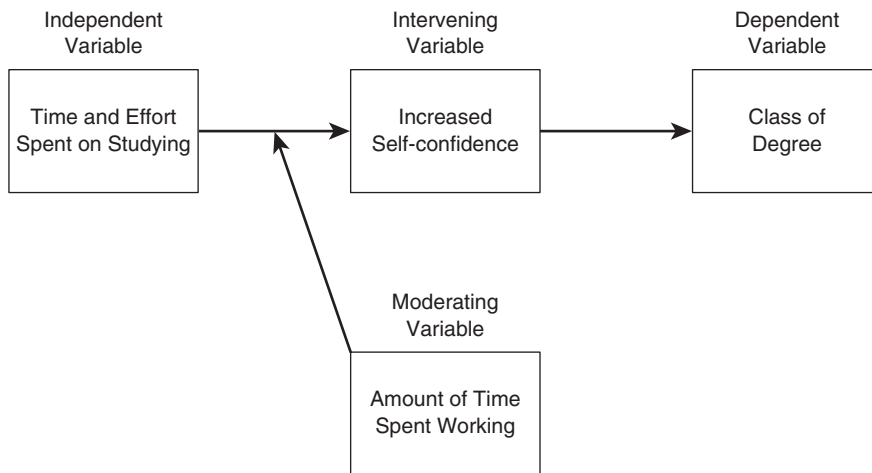 Independent
Variable
Intervening
Variable
Dependent
Variable
Time and Effort
Spent on Studying
Increased
Self-confidence
Class of
Degree
Moderating
Variable
Amount of Time
Spent Working